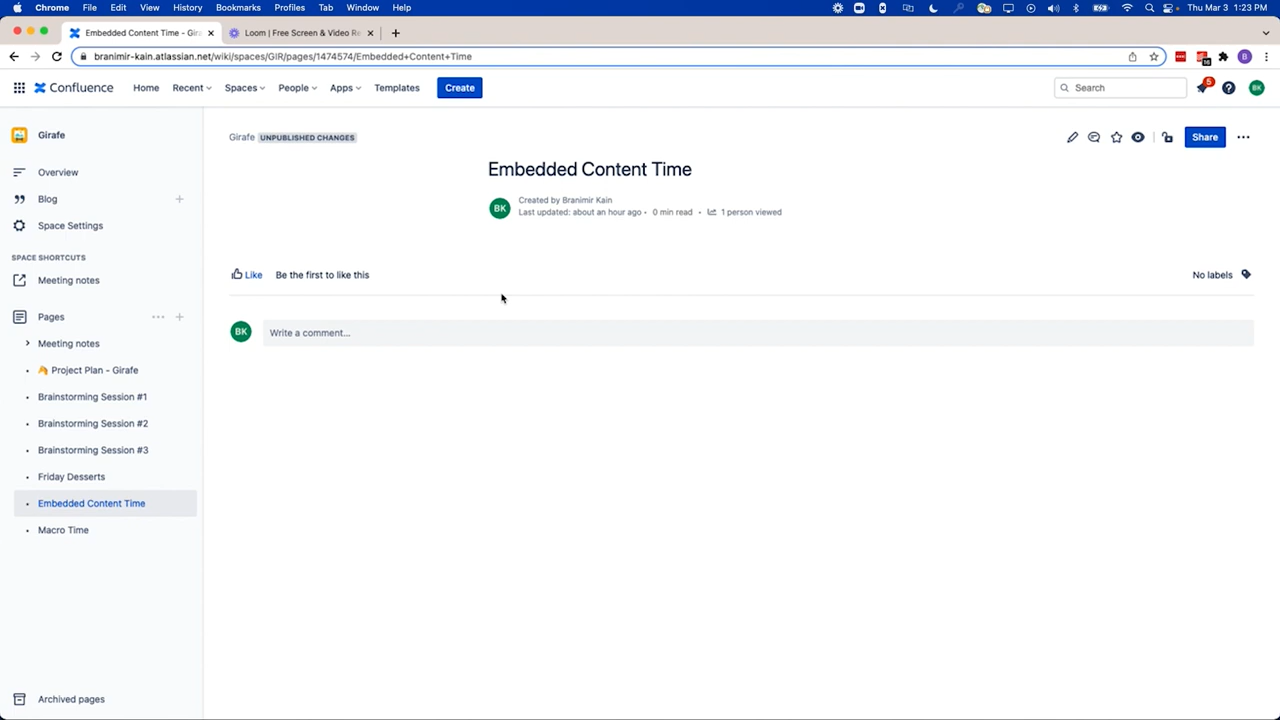 Chrome File Edit View History Bookmarks Profiles Tab Window Help Thu Mar 3 1:23 PM
Embedded Content Time - Gira Loom | Free Screen & Video Re
branimir-kain.atlassian.net/wiki/spaces/GIR/pages/1474574/Embedded+Content+Time B
Confluence Home Recent Spaces People Apps Templates Create Search 5 BK
Girafe
Overview
Blog
Space Settings
SPACE SHORTCUTS
Meeting notes
Pages
Meeting notes
Project Plan - Girafe
Brainstorming Session #1
Brainstorming Session #2
Brainstorming Session #3
Friday Desserts
Embedded Content Time
Macro Time
Archived pages
Girafe UNPUBLISHED CHANGES Share
Embedded Content Time
BK Created by Branimir Kain
Last updated: about an hour ago • 0 min read • 1 person viewed
Like Be the first to like this No labels
BK Write a comment...